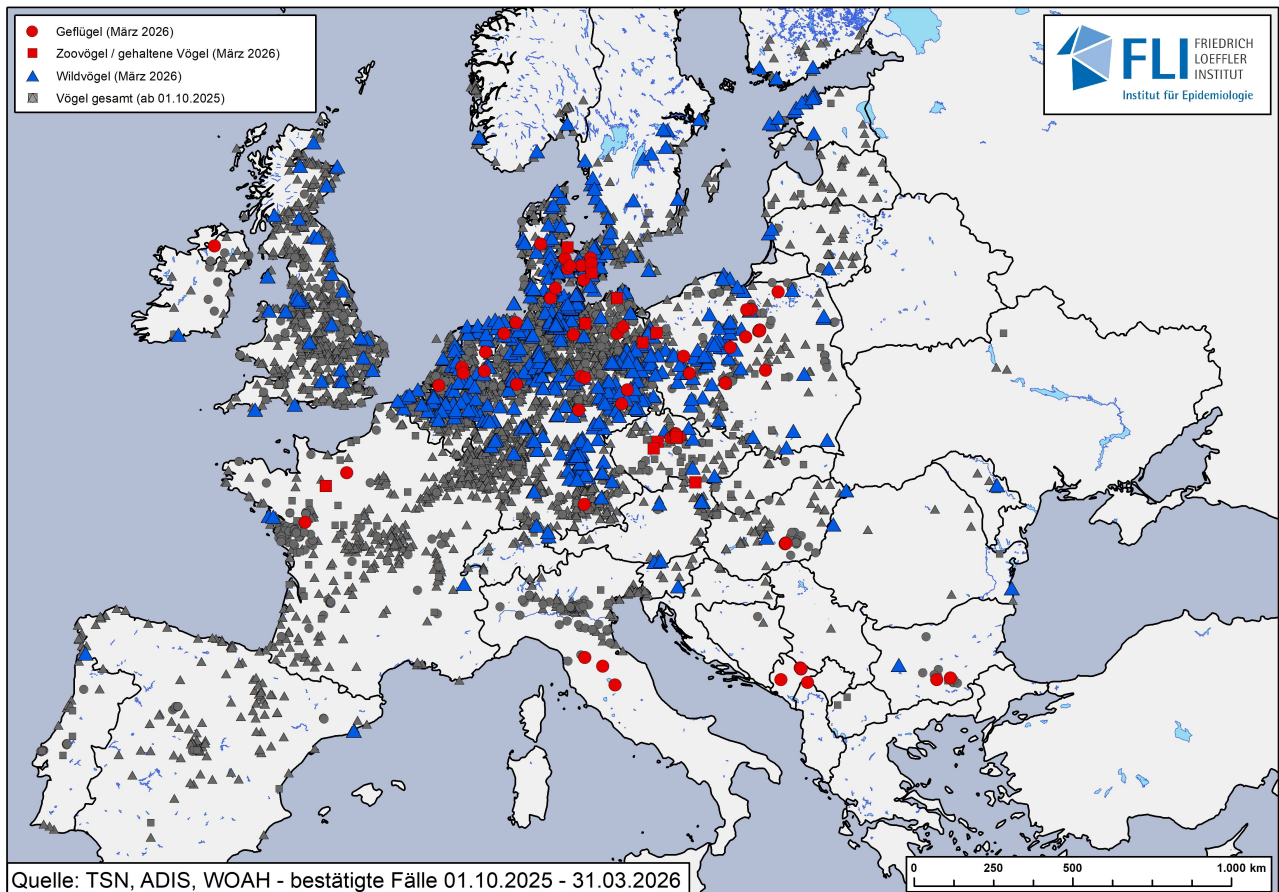 Geflügel (März 2026)
Zoovögel / gehaltene Vögel (März 2026)
Wildvögel (März 2026)
Vögel gesamt (ab 01.10.2025)
FLI
FRIEDRICH
LOEFFLER
INSTITUT
Institut für Epidemiologie
Quelle: TSN, ADIS, WOAH - bestätigte Fälle 01.10.2025 - 31.03.2026
0 250 500 1.000 km